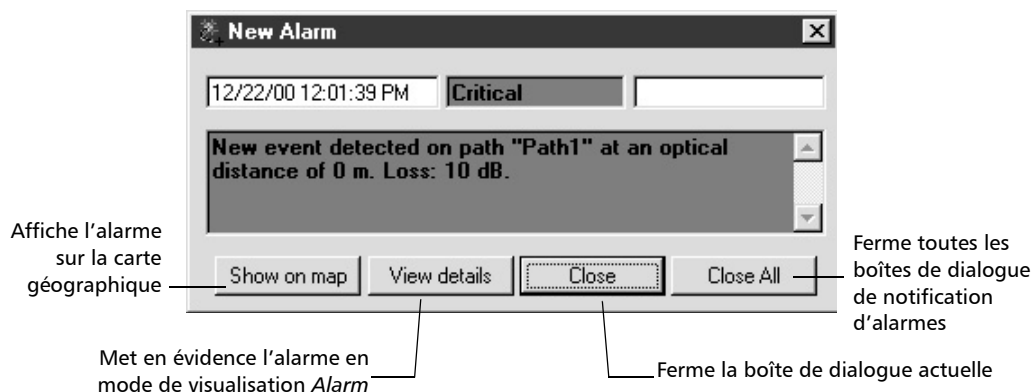 New Alarm
12/22/00 12:01:39 PM Critical
New event detected on path "Path1" at an optical
distance of 0 m. Loss: 10 dB.
Show on map View details Close Close All
Affiche l'alarme
sur la carte
géographique
Ferme toutes les
boîtes de dialogue
de notification
d'alarmes
Met en évidence l'alarme en
mode de visualisation Alarm
Ferme la boîte de dialogue actuelle